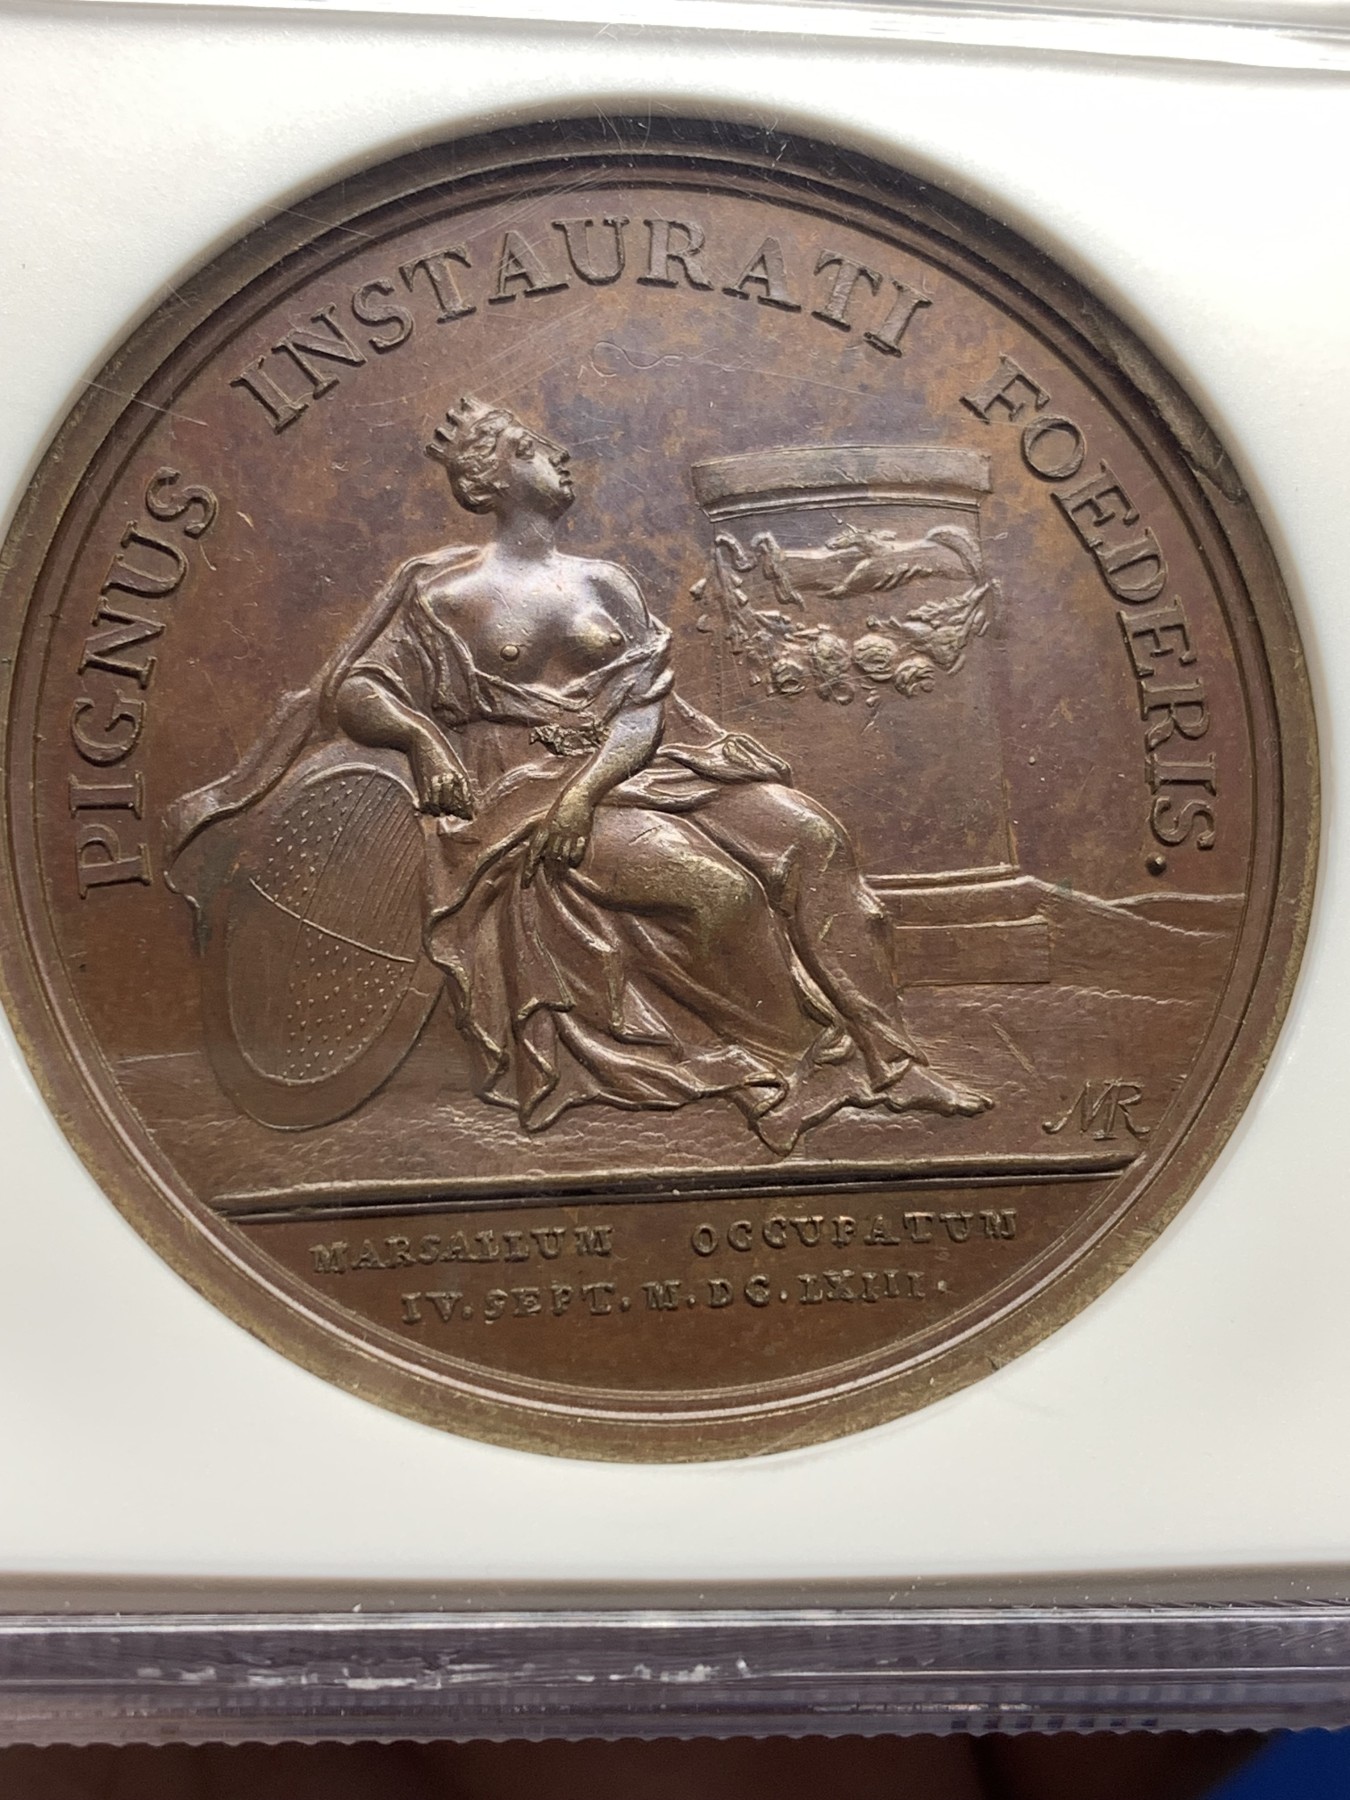 PIGNUS INSTAURATI FOEDERIS.
MR
MARSALLUM OCCUPATUM
IV. SEPT. M. DC. LXIII.